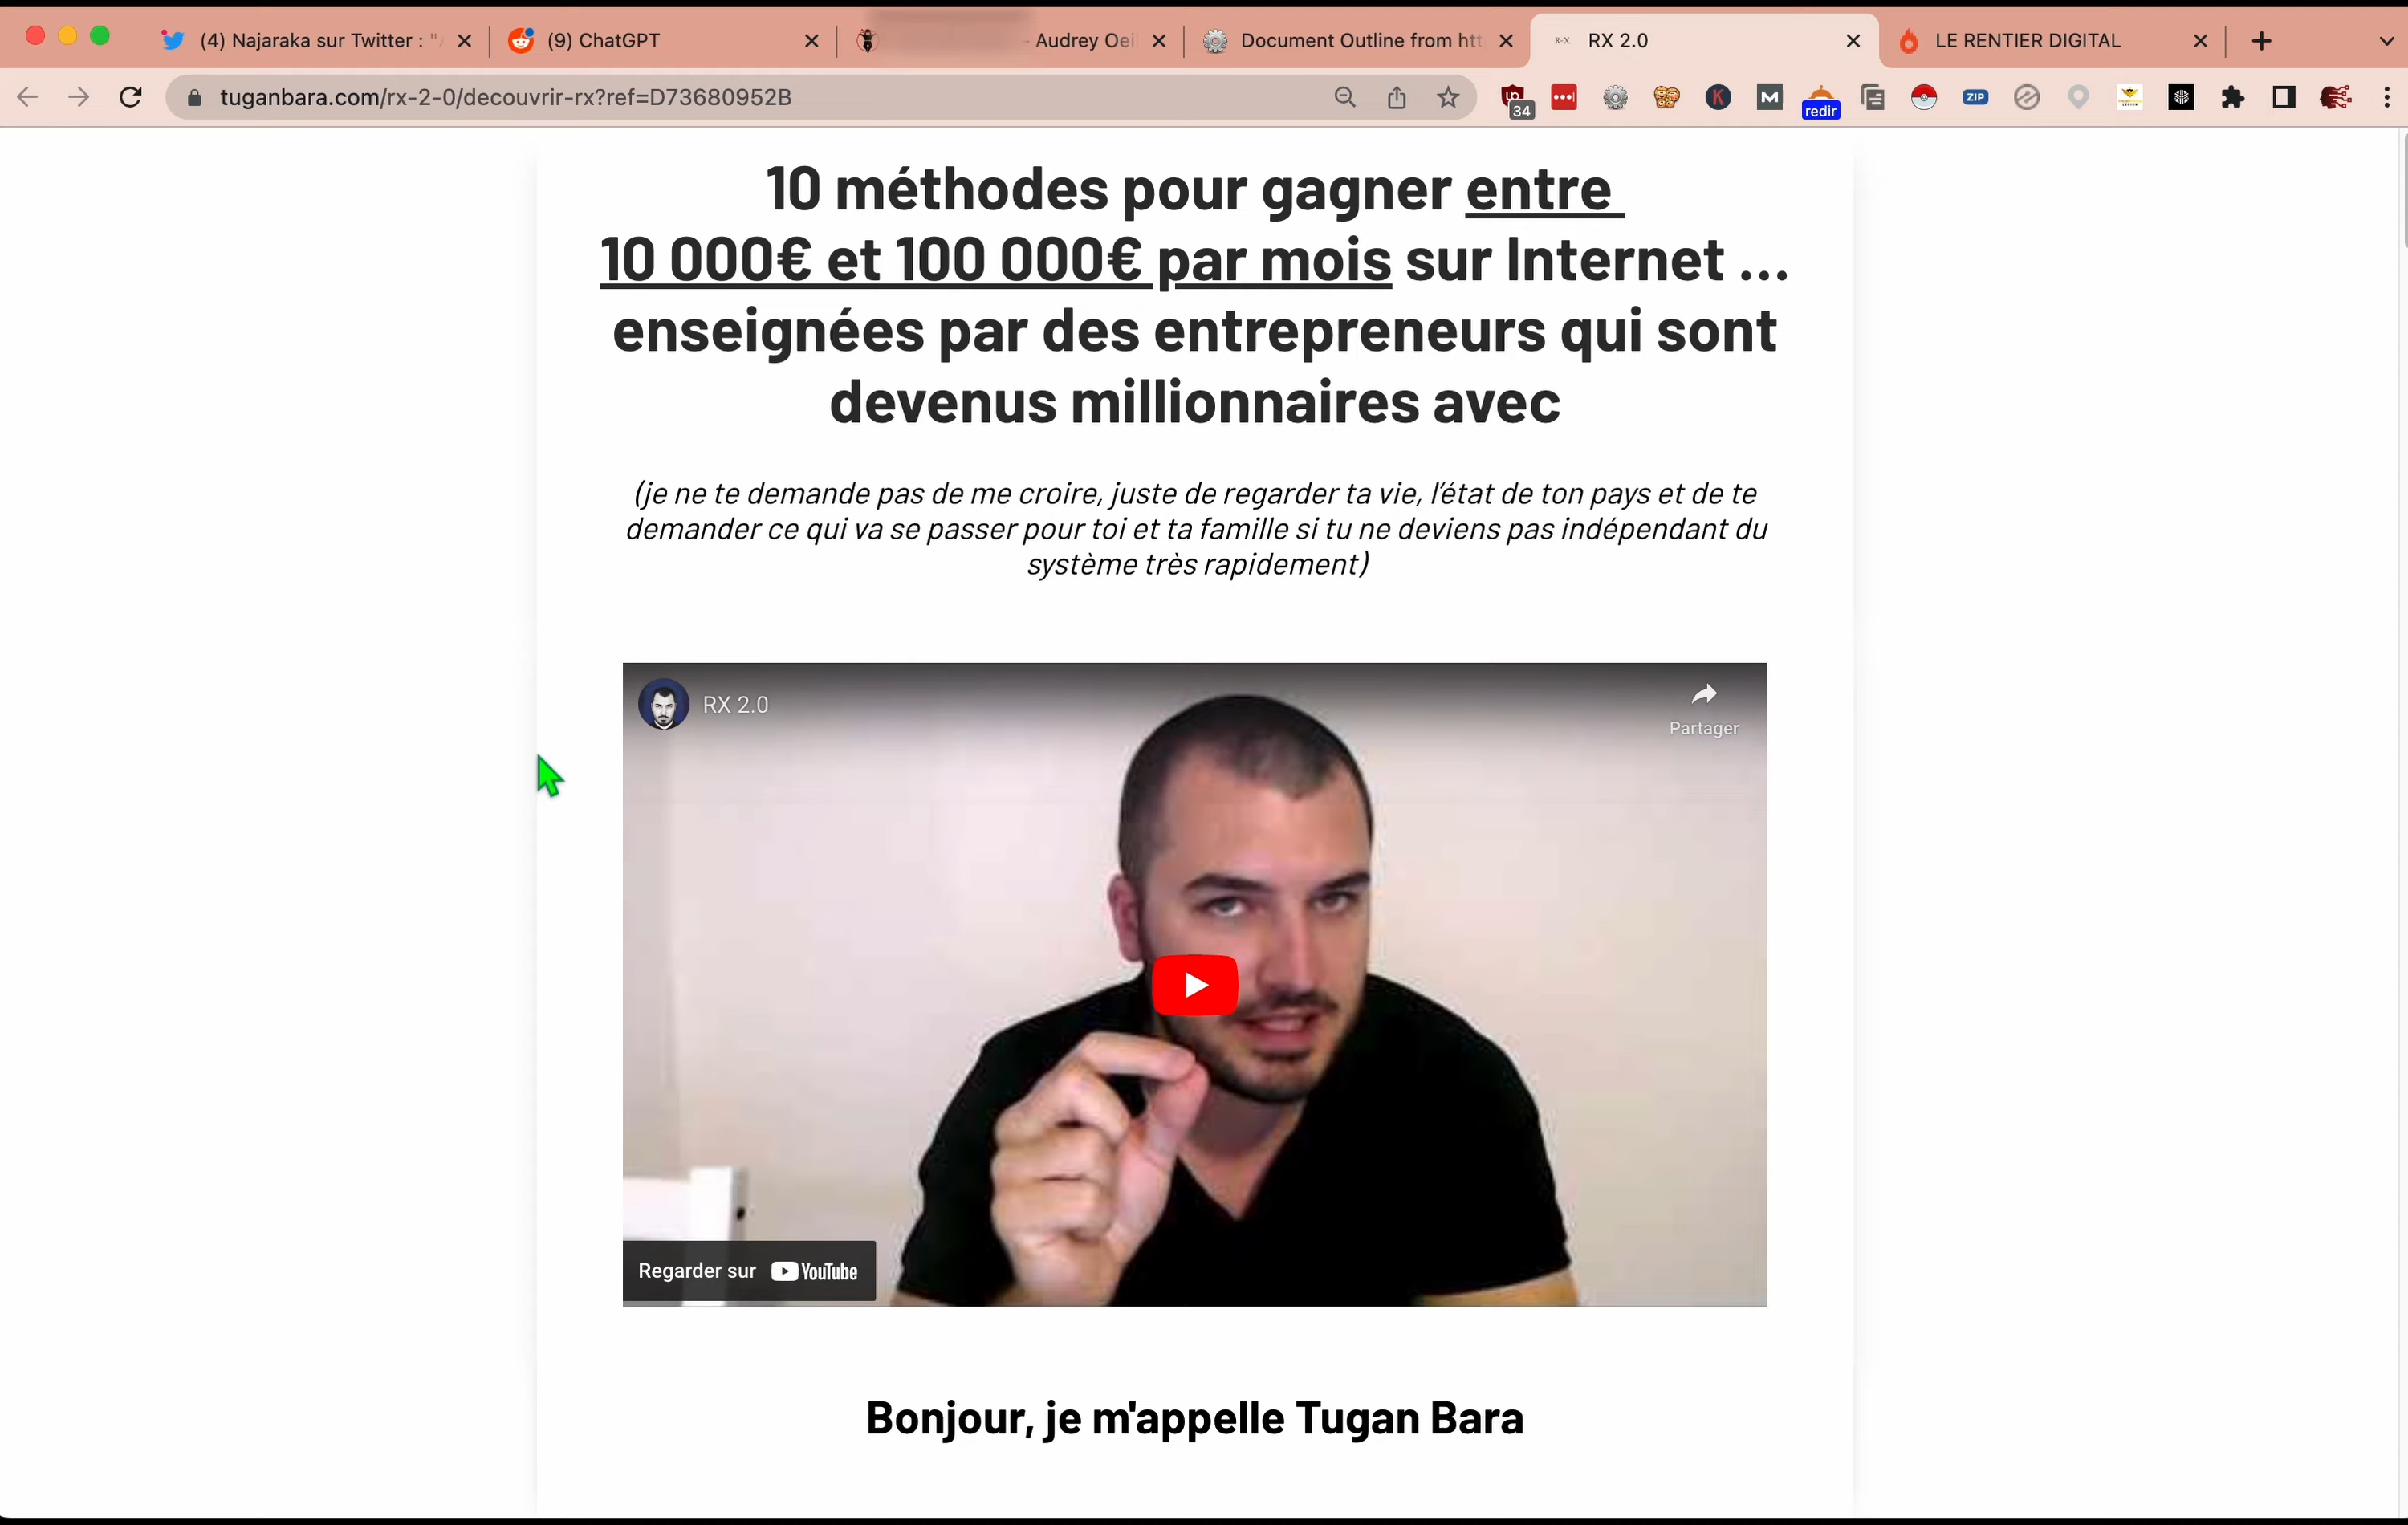 (4) Najaraka sur Twitter : "
(9) ChatGPT
- Audrey Oei
Document Outline from htt
R-X RX 2.0
LE RENTIER DIGITAL
tuganbara.com/rx-2-0/decouvrir-rx?ref=D73680952B
34
K
M
redir
ZIP
10 méthodes pour gagner entre
10 000€ et 100 000€ par mois sur Internet ...
enseignées par des entrepreneurs qui sont
devenus millionnaires avec
(je ne te demande pas de me croire, juste de regarder ta vie, l'état de ton pays et de te
demander ce qui va se passer pour toi et ta famille si tu ne deviens pas indépendant du
système très rapidement)
RX 2.0
Partager
Regarder sur YouTube
Bonjour, je m'appelle Tugan Bara